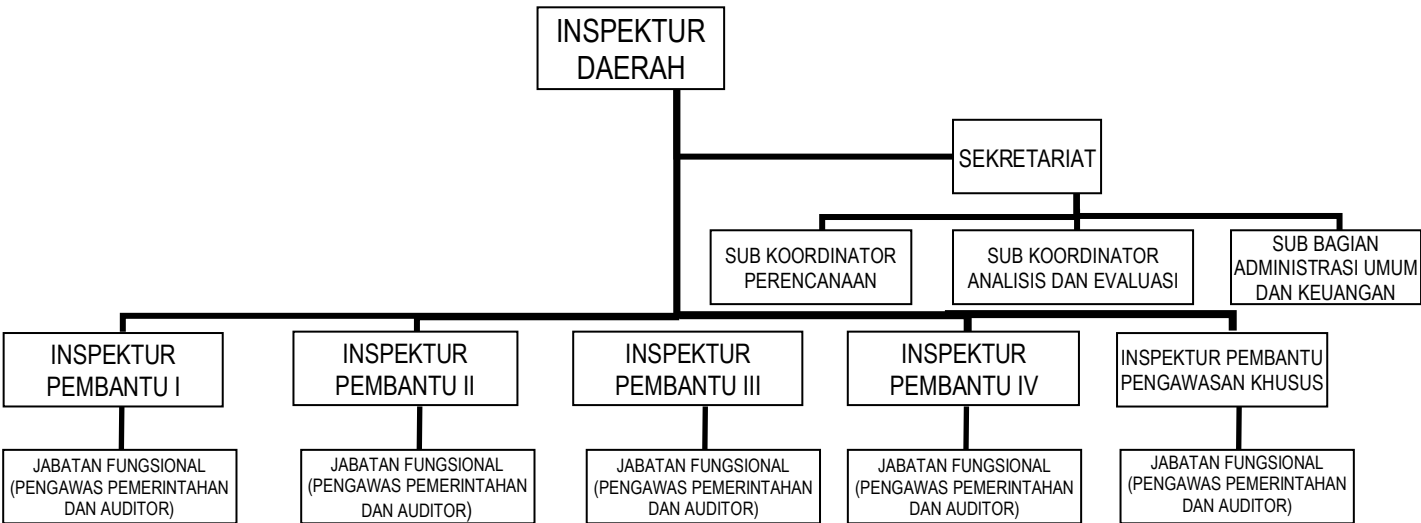 INSPEKTUR
DAERAH
SEKRETARIAT
SUB KOORDINATOR
PERENCANAAN
SUB KOORDINATOR
ANALISIS DAN EVALUASI
SUB BAGIAN
ADMINISTRASI UMUM
DAN KEUANGAN
INSPEKTUR
PEMBANTU I
INSPEKTUR
PEMBANTU II
INSPEKTUR
PEMBANTU III
INSPEKTUR
PEMBANTU IV
INSPEKTUR PEMBANTU
PENGAWASAN KHUSUS
JABATAN FUNGSIONAL
(PENGAWAS PEMERINTAHAN
DAN AUDITOR)
JABATAN FUNGSIONAL
(PENGAWAS PEMERINTAHAN
DAN AUDITOR)
JABATAN FUNGSIONAL
(PENGAWAS PEMERINTAHAN
DAN AUDITOR)
JABATAN FUNGSIONAL
(PENGAWAS PEMERINTAHAN
DAN AUDITOR)
JABATAN FUNGSIONAL
(PENGAWAS PEMERINTAHAN
DAN AUDITOR)